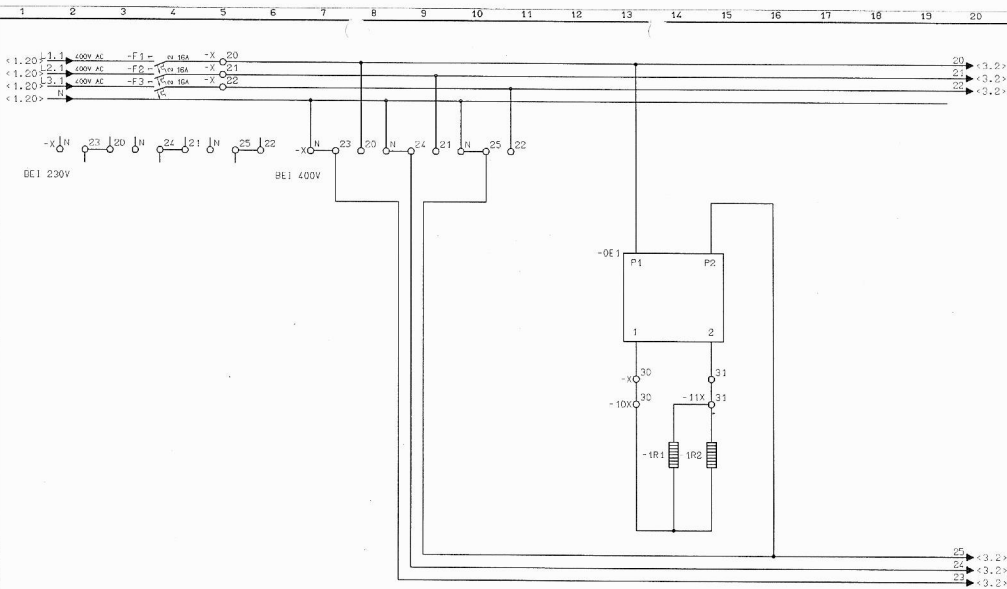 1 2 3 4 5 6 7 8 9 10 11 12 13 14 15 16 17 18 19 20
<1.20> L1.1 400V AC -F1 16A -X 20 20 <3.2>
<1.20> L2.1 400V AC -F2 16A -X 21 21 <3.2>
<1.20> L3.1 400V AC -F3 16A -X 22 22 <3.2>
<1.20> N
-X N 23 20 N 24 21 N 25 22 -X N 23 20 N 24 21 N 25 22
BEI 230V BEI 400V
-0E1 P1 P2
1 2
-X 30 31
-10X 30 -11X 31
-1R1 1R2
25 <3.2>
24 <3.2>
23 <3.2>